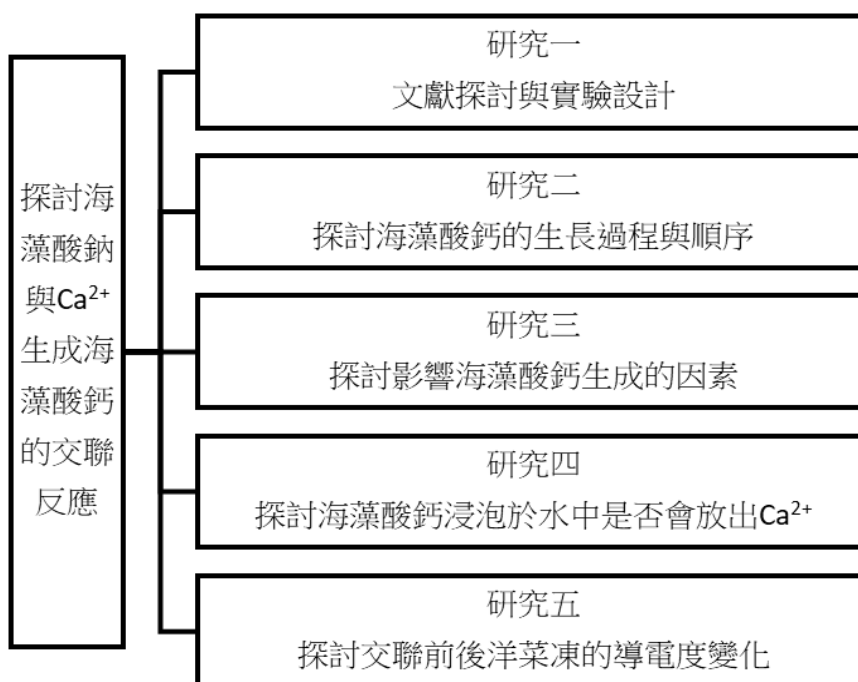 探討海
藻酸鈉
與Ca²⁺
生成海
藻酸鈣
的交聯
反應
研究一
文獻探討與實驗設計
研究二
探討海藻酸鈣的生長過程與順序
研究三
探討影響海藻酸鈣生成的因素
研究四
探討海藻酸鈣浸泡於水中是否會放出Ca²⁺
研究五
探討交聯前後洋菜凍的導電度變化